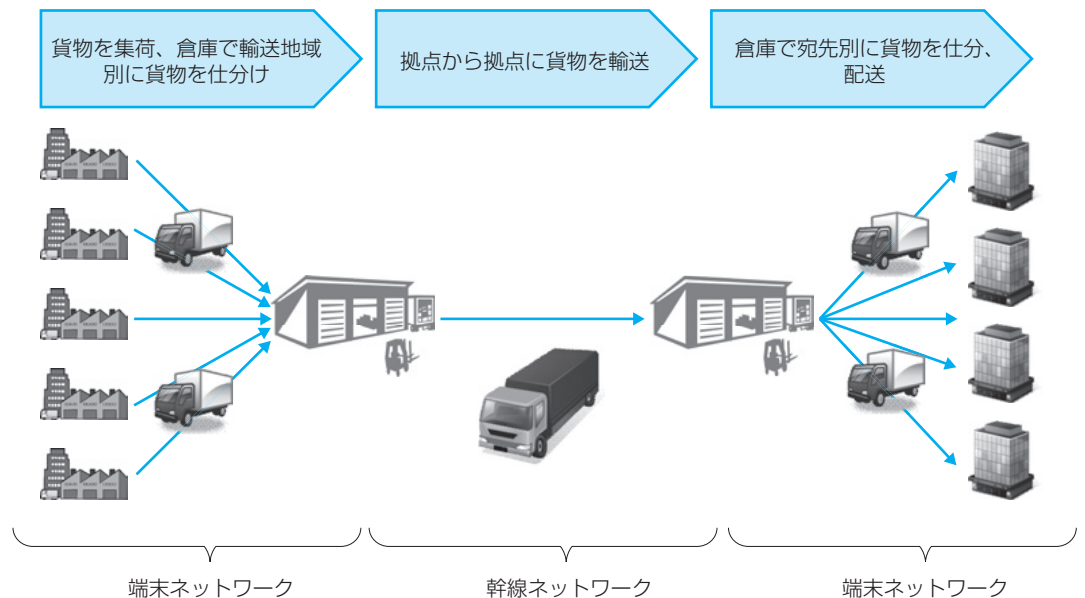 貨物を集荷、倉庫で輸送地域
別に貨物を仕分け
拠点から拠点に貨物を輸送
倉庫で宛先別に貨物を仕分、
配送
端末ネットワーク
幹線ネットワーク
端末ネットワーク